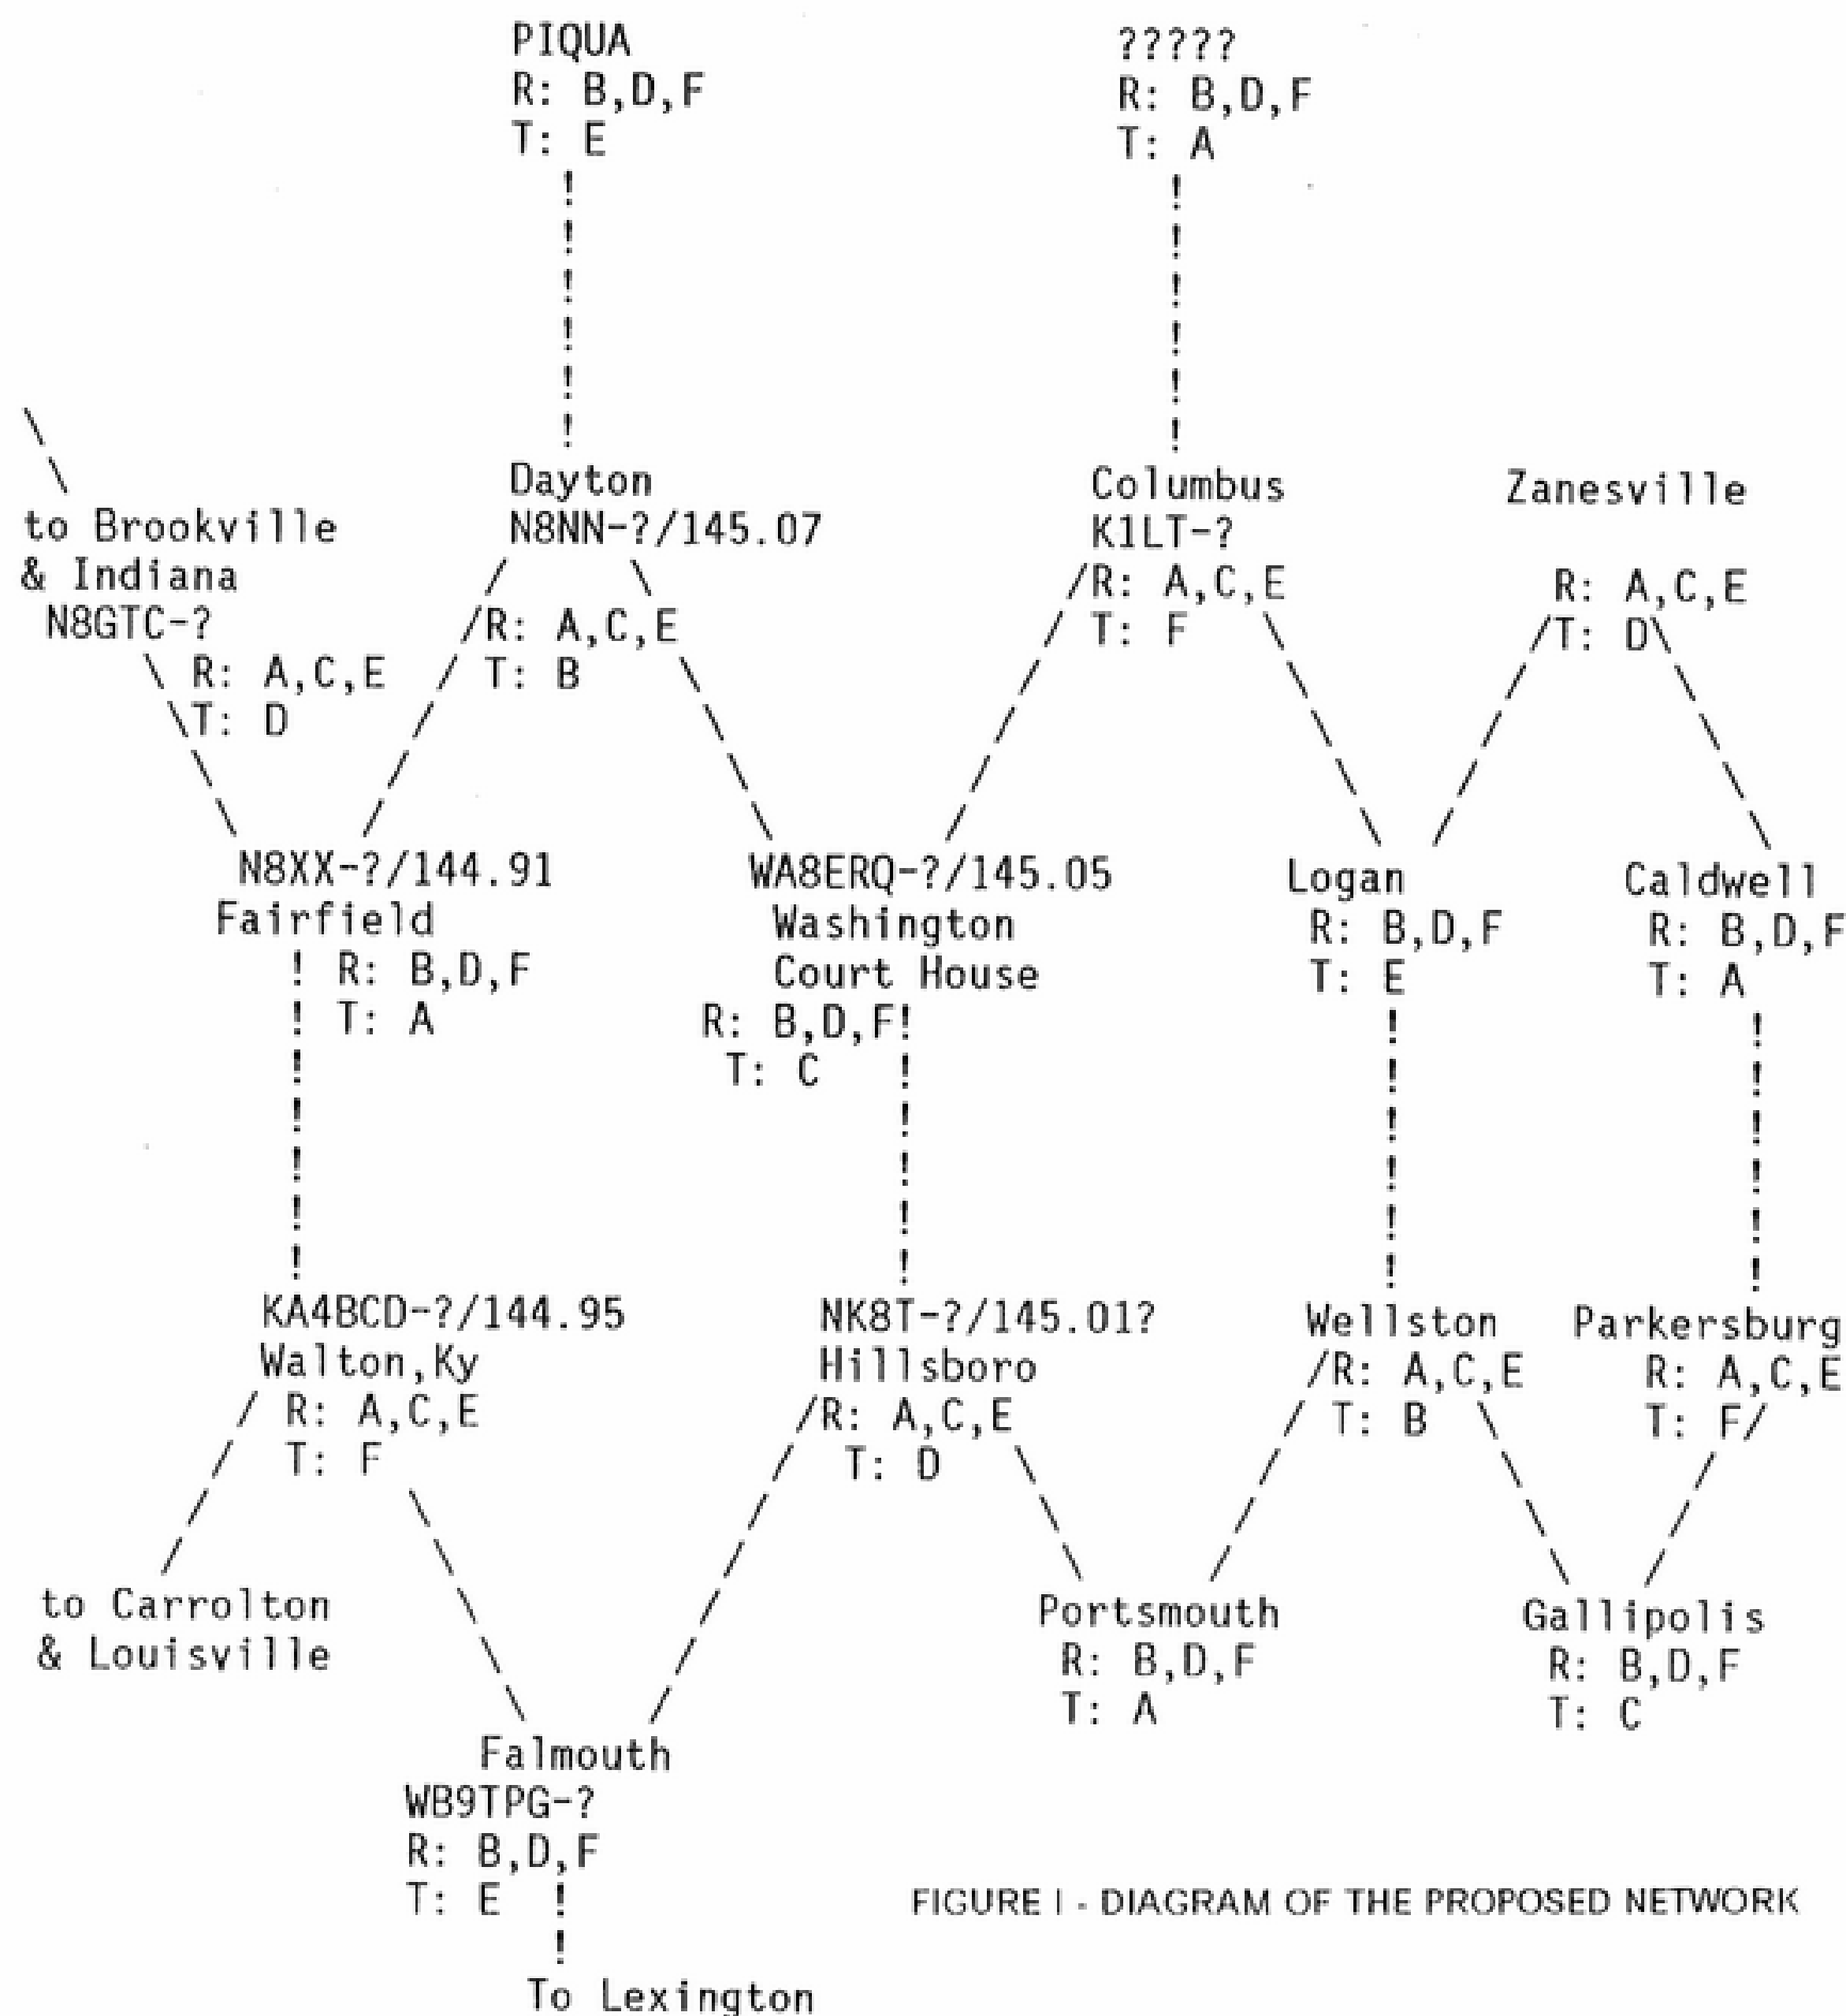 PIQUA
R: B,D,F
T: E
?????
R: B,D,F
T: A
to Brookville
& Indiana
N8GTC-?
R: A,C,E
T: D
Dayton
N8NN-?/145.07
R: A,C,E
T: B
Columbus
K1LT-?
R: A,C,E
T: F
Zanesville
R: A,C,E
T: D
N8XX-?/144.91
Fairfield
R: B,D,F
T: A
WA8ERQ-?/145.05
Washington
Court House
R: B,D,F
T: C
Logan
R: B,D,F
T: E
Caldwell
R: B,D,F
T: A
KA4BCD-?/144.95
Walton,Ky
R: A,C,E
T: F
NK8T-?/145.01?
Hillsboro
R: A,C,E
T: D
Wellston
R: A,C,E
T: B
Parkersburg
R: A,C,E
T: F
to Carrolton
& Louisville
Portsmouth
R: B,D,F
T: A
Gallipolis
R: B,D,F
T: C
Falmouth
WB9TPG-?
R: B,D,F
T: E
To Lexington
FIGURE I - DIAGRAM OF THE PROPOSED NETWORK